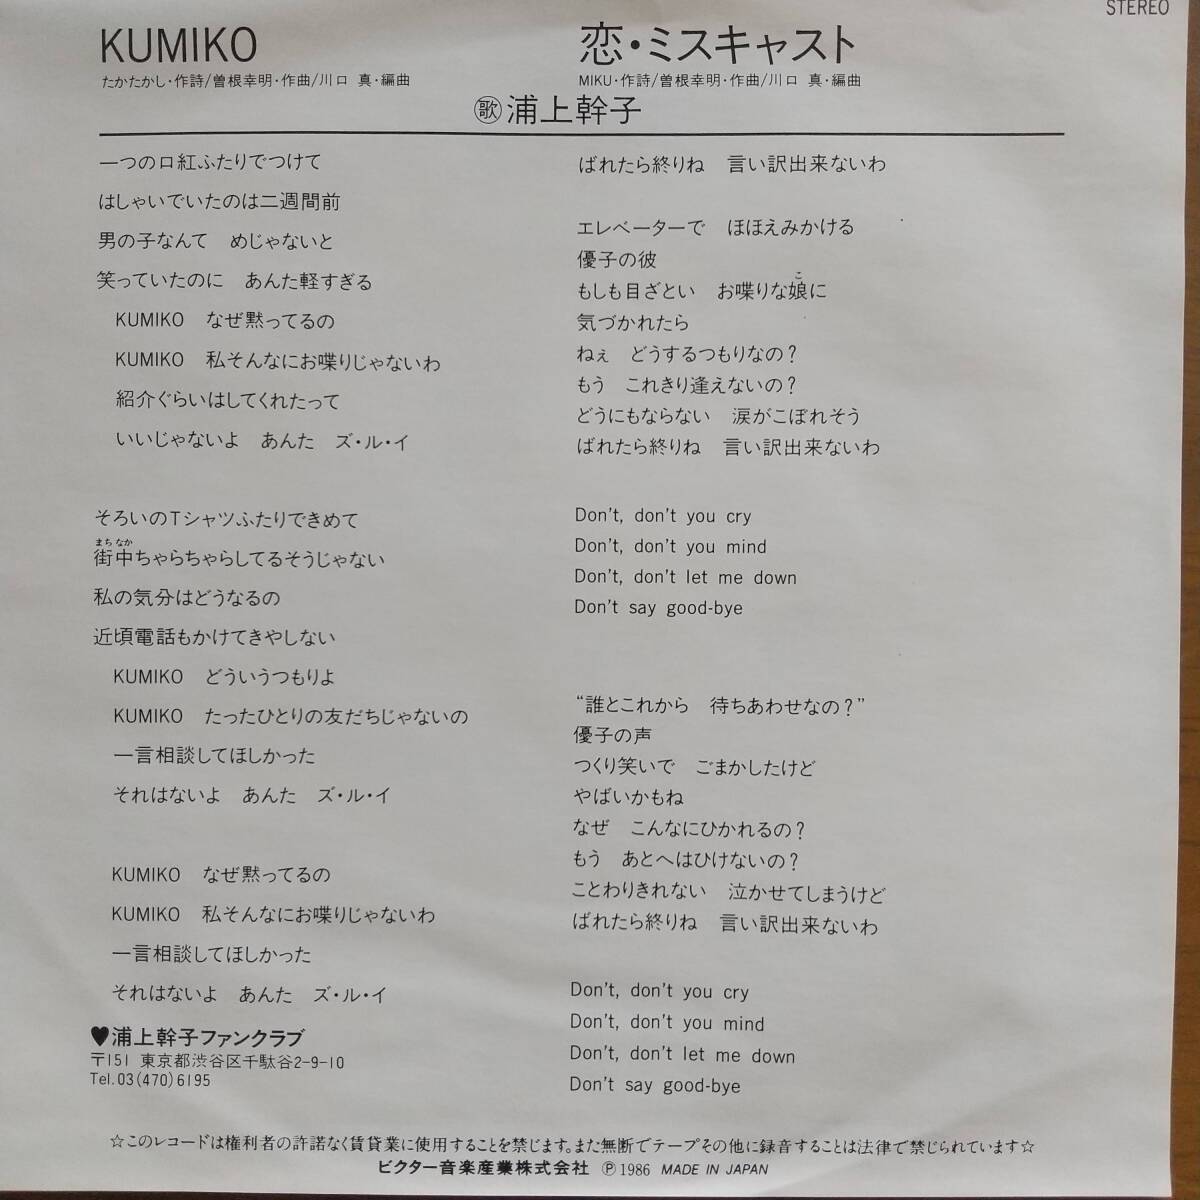 STEREO
KUMIKO
たかたかし・作詩/曽根幸明・作曲/川口 真・編曲
恋・ミスキャスト
MIKU・作詩/曽根幸明・作曲/川口 真・編曲
㊙歌 浦上幹子
一つの口紅ふたりでつけて
はしゃいでいたのは二週間前
男の子なんて めじゃないと
笑っていたのに あんた軽すぎる
KUMIKO なぜ黙ってるの
KUMIKO 私そんなにお喋りじゃないわ
紹介ぐらいはしてくれたって
いいじゃないよ あんた ズ・ル・イ
そろいのTシャツふたりできめて
まちなか
街中ちゃらちゃらしてるそうじゃない
私の気分はどうなるの
近頃電話もかけてきやしない
KUMIKO どういうつもりよ
KUMIKO たったひとりの友だちじゃないの
一言相談してほしかった
それはないよ あんた ズ・ル・イ
KUMIKO なぜ黙ってるの
KUMIKO 私そんなにお喋りじゃないわ
一言相談してほしかった
それはないよ あんた ズ・ル・イ
♥浦上幹子ファンクラブ
〒151 東京都渋谷区千駄谷2-9-10
Tel.03(470)6195
ばれたら終りね 言い訳出来ないわ
エレベーターで ほほえみかける
優子の彼
こ
もしも目ざとい お喋りな娘に
気づかれたら
ねぇ どうするつもりなの?
もう これきり逢えないの?
どうにもならない 涙がこぼれそう
ばれたら終りね 言い訳出来ないわ
Don't, don't you cry
Don't, don't you mind
Don't, don't let me down
Don't say good-bye
“誰とこれから 待ちあわせなの?”
優子の声
つくり笑いで ごまかしたけど
やばいかもね
なぜ こんなにひかれるの?
もう あとへはひけないの?
ことわりきれない 泣かせてしまうけど
ばれたら終りね 言い訳出来ないわ
Don't, don't you cry
Don't, don't you mind
Don't, don't let me down
Don't say good-bye
☆このレコードは権利者の許諾なく賃貸業に使用することを禁じます。また無断でテープその他に録音することは法律で禁じられています☆
ビクター音楽産業株式会社 Ⓟ1986 MADE IN JAPAN